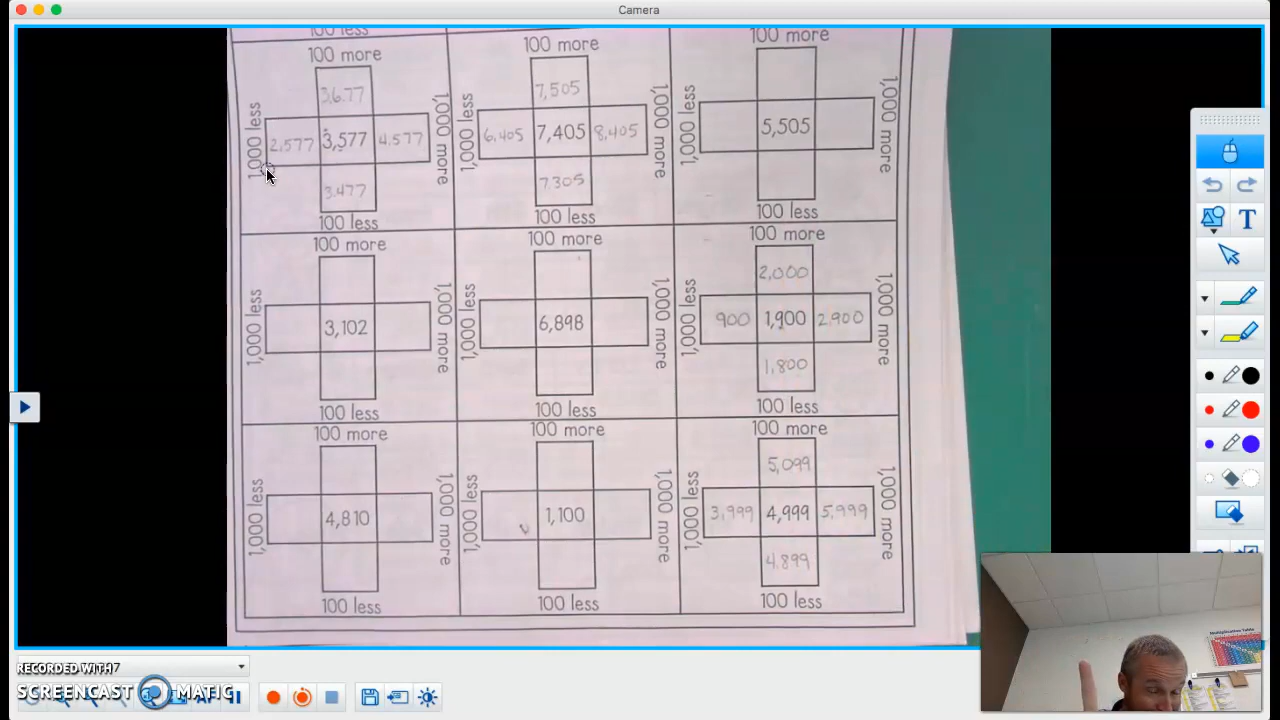 Camera
100 less
100 more
3,677
1,000 less
2,577
3,577
4,577
1,000 more
3,477
100 less
100 more
7,505
1,000 less
6,405
7,405
8,405
1,000 more
7,305
100 less
100 more
1,000 less
5,505
1,000 more
100 less
100 more
1,000 less
3,102
1,000 more
100 less
100 more
1,000 less
6,898
1,000 more
100 less
100 more
2,000
1,000 less
900
1,900
2,900
1,000 more
1,800
100 less
100 more
1,000 less
4,810
1,000 more
100 less
100 more
1,000 less
1,100
1,000 more
100 less
100 more
5,099
1,000 less
3,999
4,999
5,999
1,000 more
4,899
100 less
T
RECORDED WITH
SCREENCAST MATIC
Multiplication Table